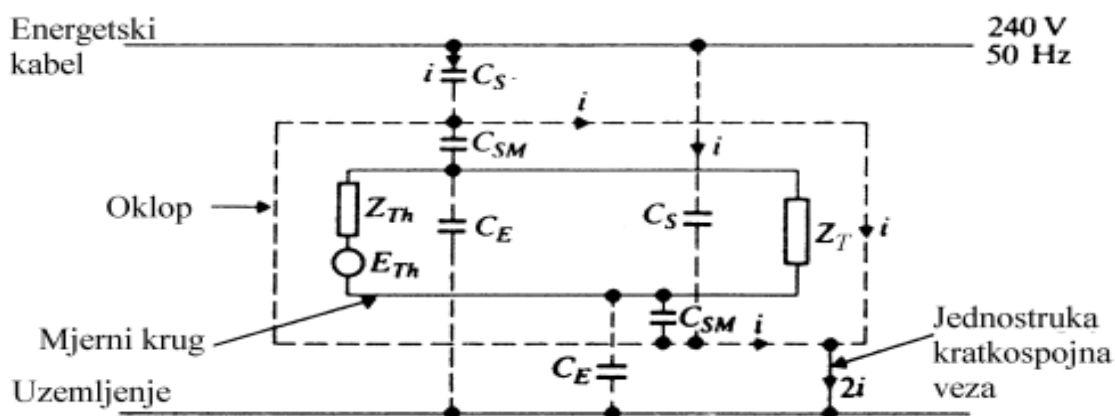 Energetski
kabel
240 V
50 Hz
i
C_S
i
C_SM
i
Oklop
Z_Th
C_E
C_S
Z_T
i
E_Th
Mjerni krug
C_SM
i
Jednostruka
kratkospojna
veza
C_E
2i
Uzemljenje